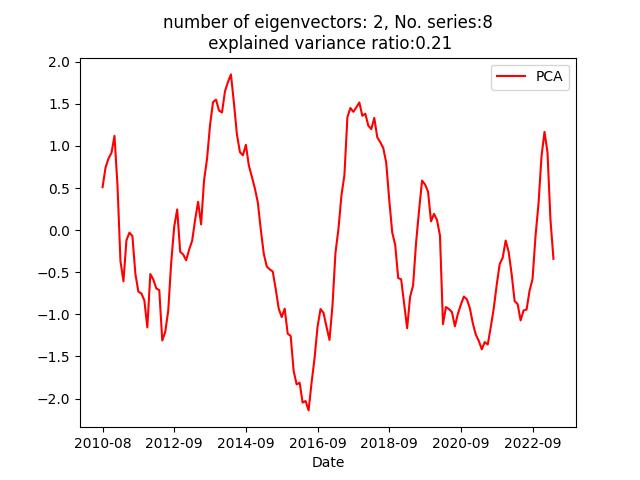 number of eigenvectors: 2, No. series:8
explained variance ratio:0.21
PCA
2.0
1.5
1.0
0.5
0.0
−0.5
−1.0
−1.5
−2.0
2010-08 2012-09 2014-09 2016-09 2018-09 2020-09 2022-09
Date